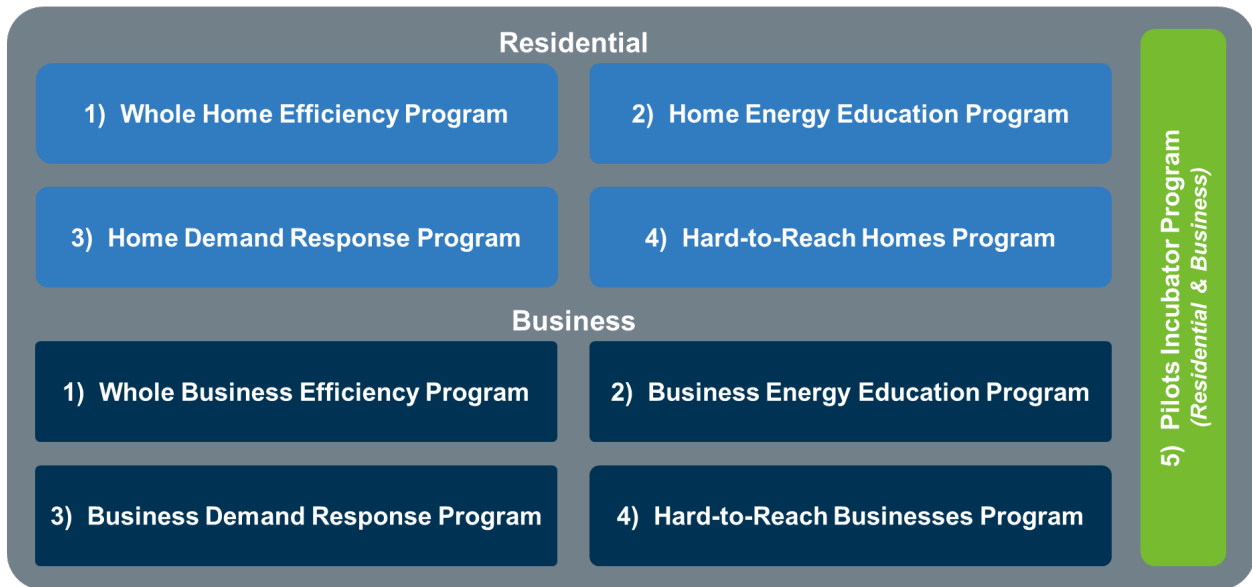 Residential
1) Whole Home Efficiency Program
2) Home Energy Education Program
3) Home Demand Response Program
4) Hard-to-Reach Homes Program
Business
1) Whole Business Efficiency Program
2) Business Energy Education Program
3) Business Demand Response Program
4) Hard-to-Reach Businesses Program
5) Pilots Incubator Program
(Residential & Business)